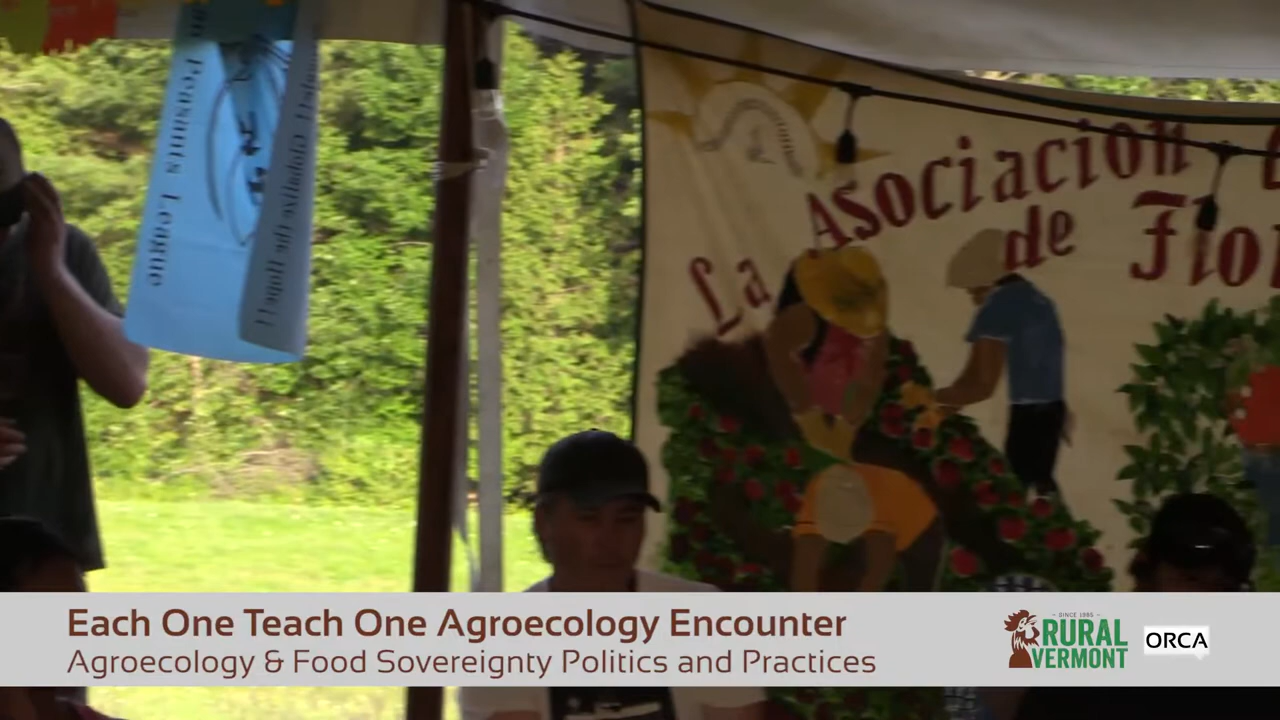 Peasants League
La Asociacion
de Flo
Each One Teach One Agroecology Encounter
Agroecology & Food Sovereignty Politics and Practices
SINCE 1985
RURAL
VERMONT
ORCA